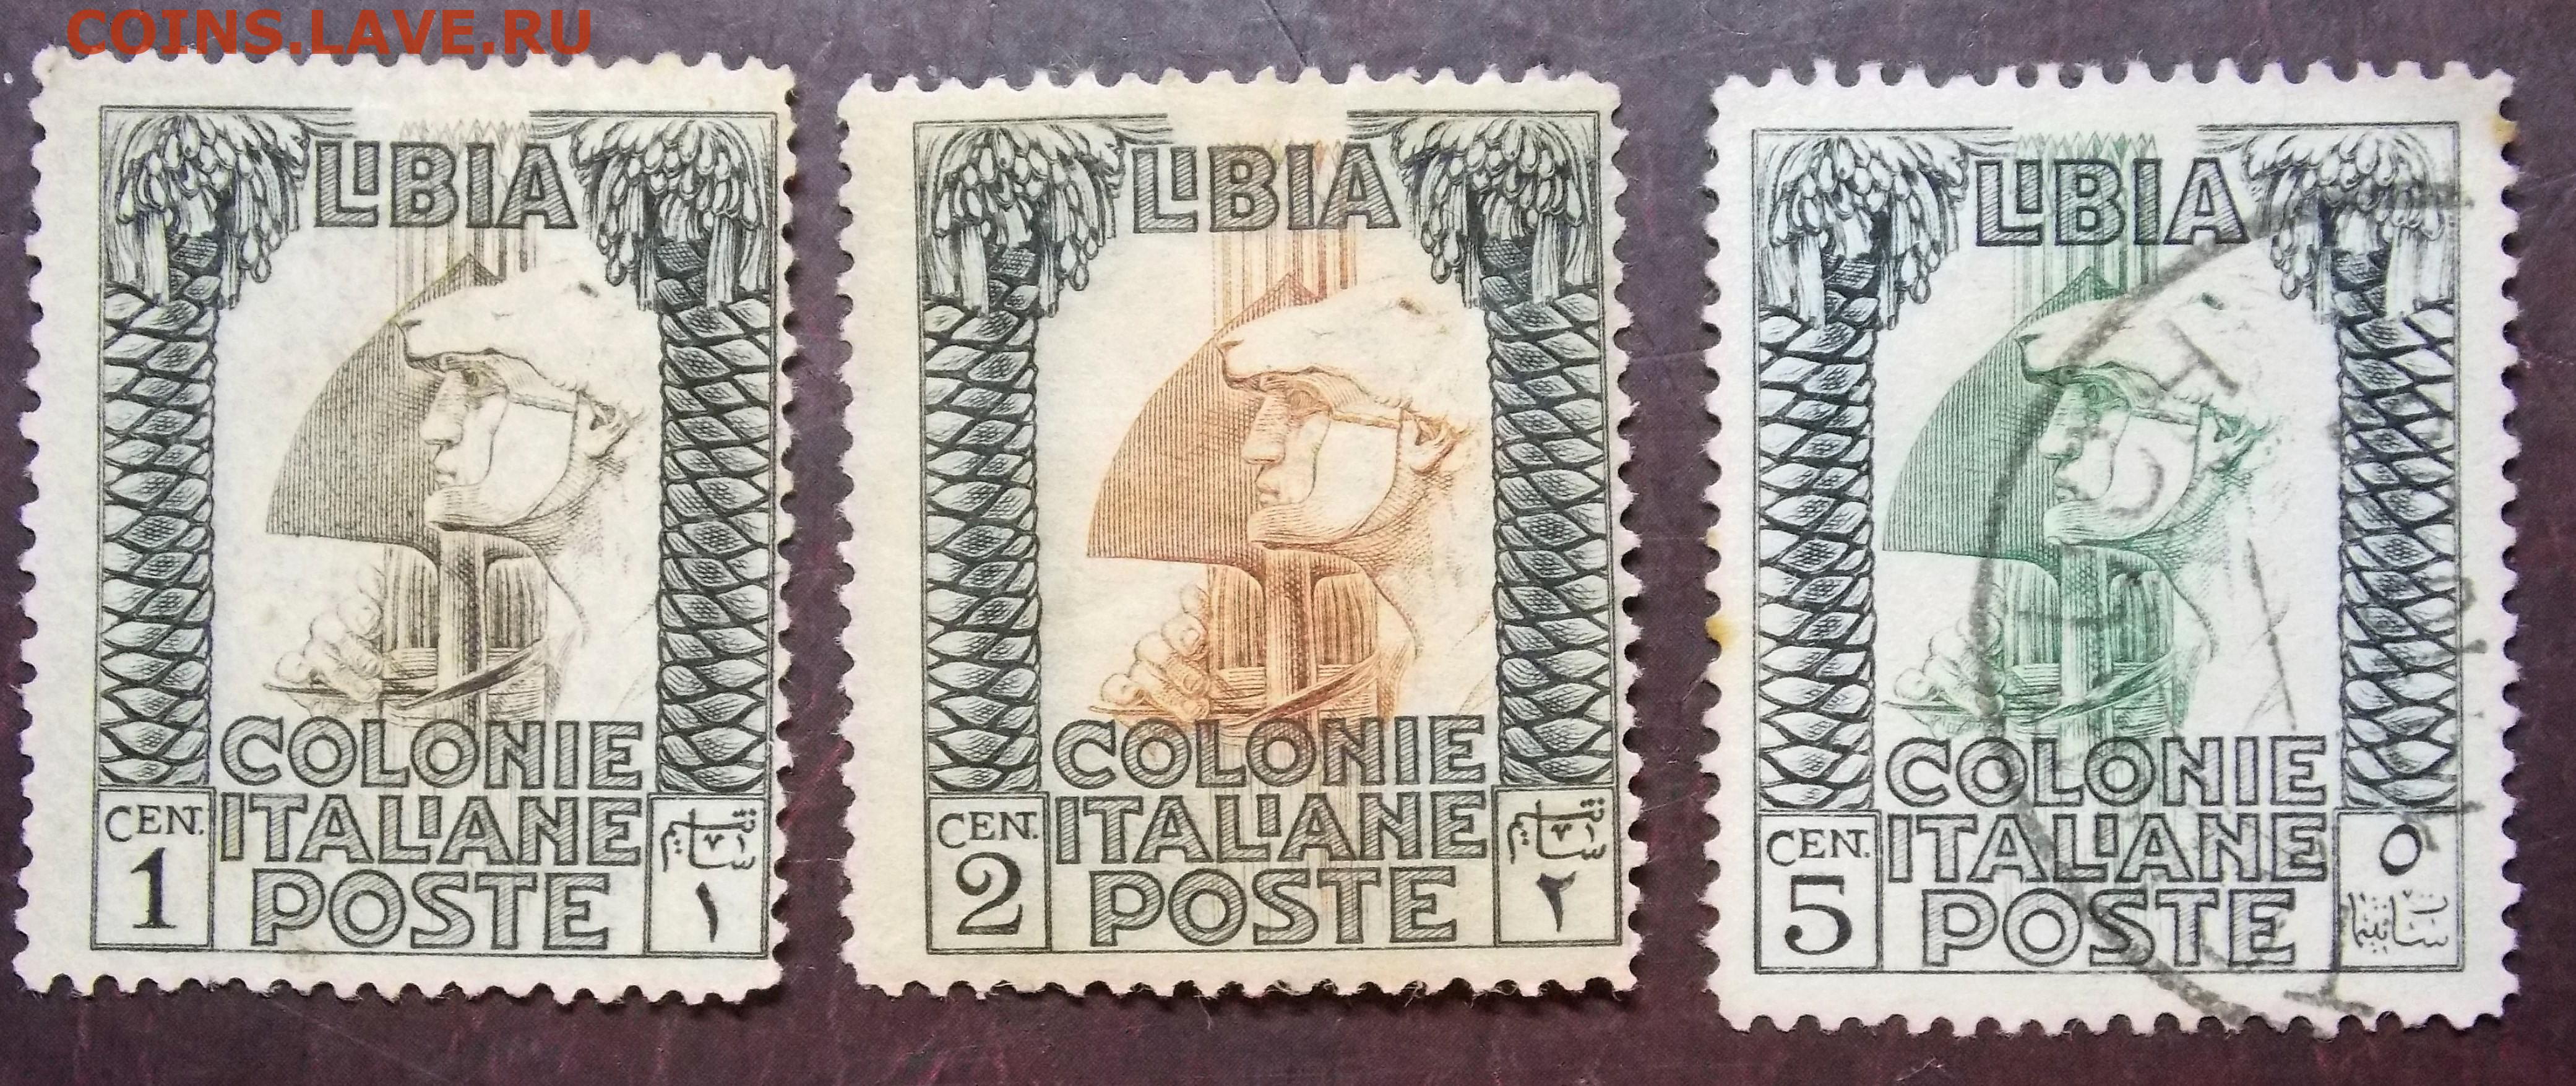 COINS.LAVE.RU
LIBIA
COLONIE
ITALIANE
POSTE
CEN.
1
١
LIBIA
COLONIE
ITALIANE
POSTE
CEN.
2
٢
LIBIA
COLONIE
ITALIANE
POSTE
CEN.
5
٥